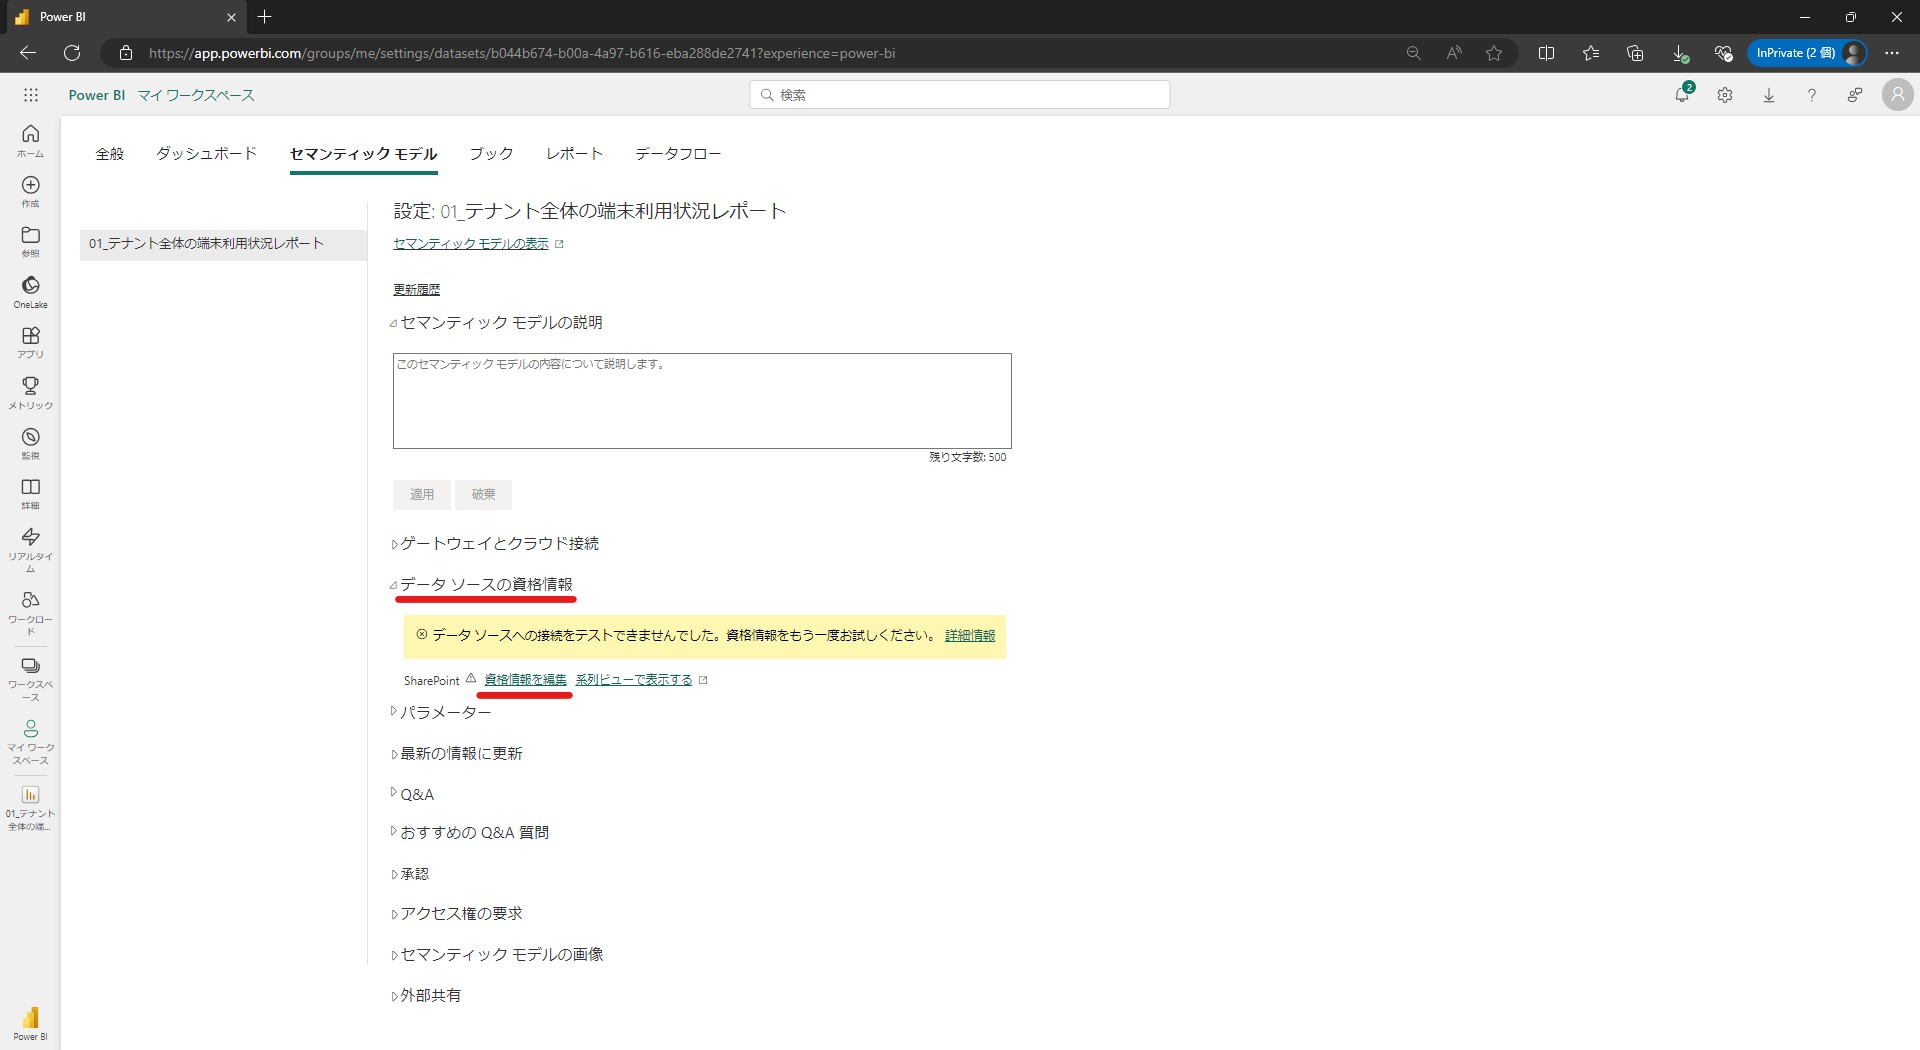 Power BI
https://app.powerbi.com/groups/me/settings/datasets/b044b674-b00a-4a97-b616-eba288de2741?experience=power-bi
InPrivate (2 個)
Power BI マイ ワークスペース
検索
2
ホーム
作成
参照
OneLake
アプリ
メトリック
監視
詳細
リアルタイ
ム
ワークロー
ド
ワークスペ
ース
マイ ワーク
スペース
01_テナント
全体の端...
Power BI
全般 ダッシュボード セマンティック モデル ブック レポート データフロー
01_テナント全体の端末利用状況レポート
設定: 01_テナント全体の端末利用状況レポート
セマンティック モデルの表示
更新履歴
セマンティック モデルの説明
このセマンティック モデルの内容について説明します。
残り文字数: 500
適用 破棄
ゲートウェイとクラウド接続
データ ソースの資格情報
データ ソースへの接続をテストできませんでした。資格情報をもう一度お試しください。 詳細情報
SharePoint 資格情報を編集 系列ビューで表示する
パラメーター
最新の情報に更新
Q&A
おすすめの Q&A 質問
承認
アクセス権の要求
セマンティック モデルの画像
外部共有